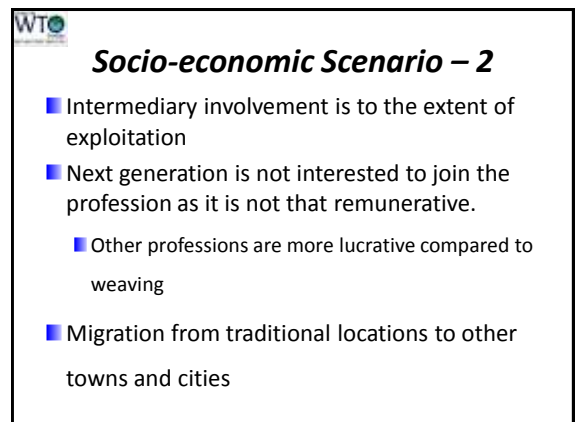 WTO
Socio-economic Scenario – 2
Intermediary involvement is to the extent of
exploitation
Next generation is not interested to join the
profession as it is not that remunerative.
Other professions are more lucrative compared to
weaving
Migration from traditional locations to other
towns and cities